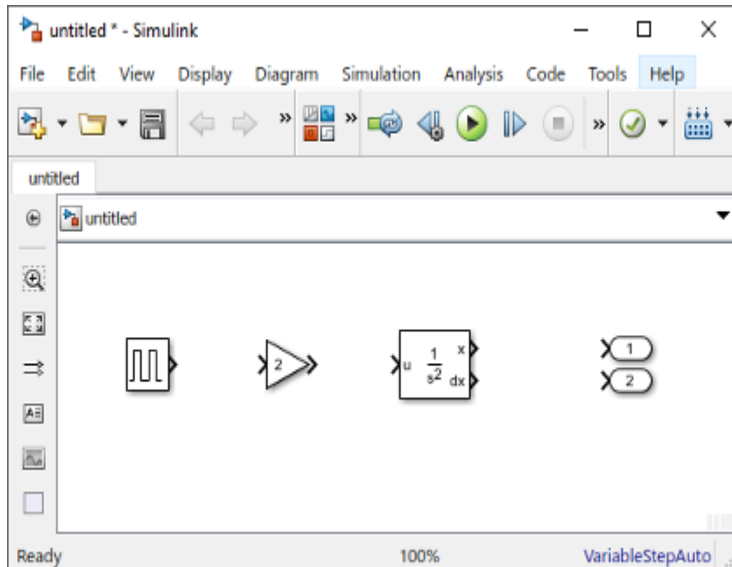 untitled * - Simulink
File Edit View Display Diagram Simulation Analysis Code Tools Help
untitled
untitled
2
u 1 s2 x dx
1
2
Ready 100% VariableStepAuto